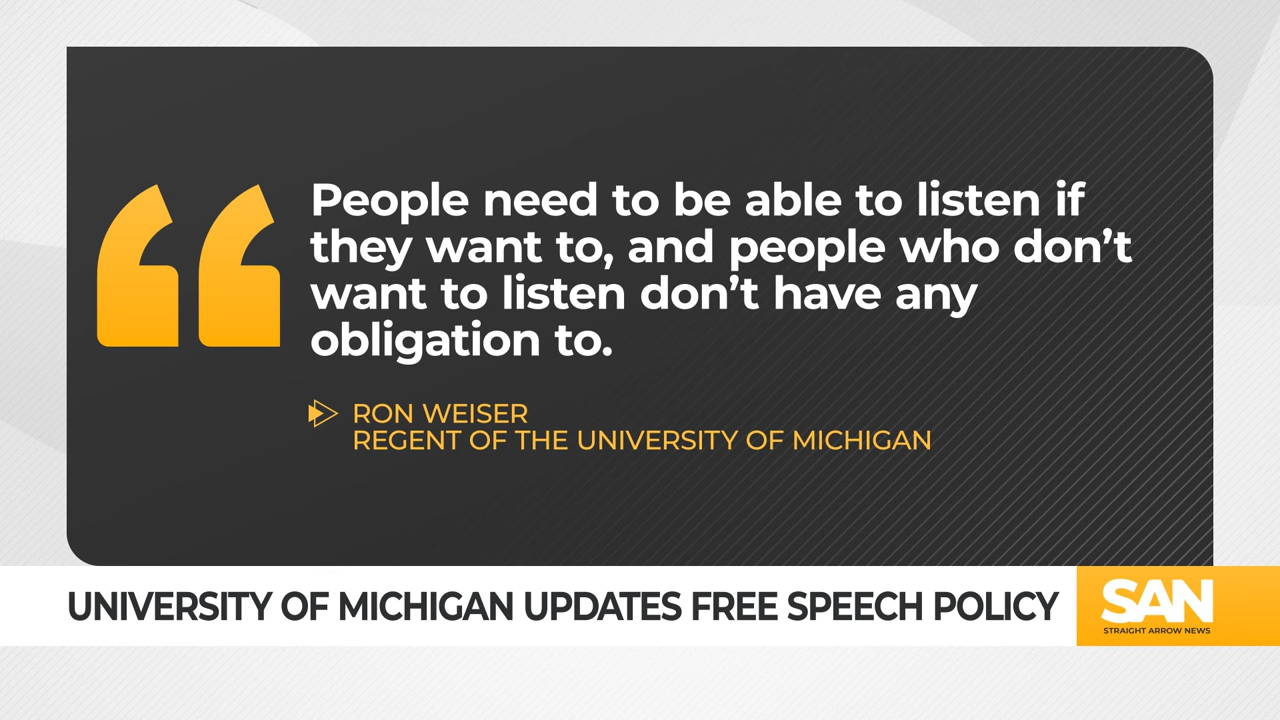 People need to be able to listen if
they want to, and people who don’t
want to listen don’t have any
obligation to.
RON WEISER
REGENT OF THE UNIVERSITY OF MICHIGAN
UNIVERSITY OF MICHIGAN UPDATES FREE SPEECH POLICY
SAN
STRAIGHT ARROW NEWS